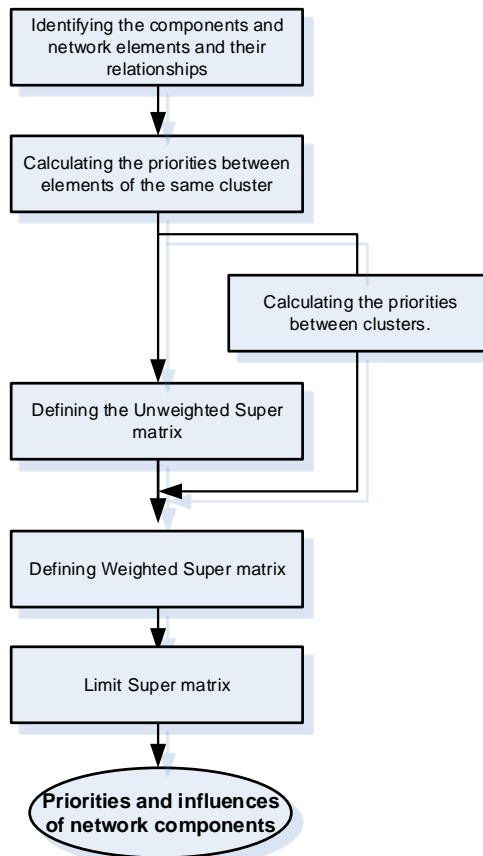 Identifying the components and
network elements and their
relationships
Calculating the priorities between
elements of the same cluster
Calculating the priorities
between clusters.
Defining the Unweighted Super
matrix
Defining Weighted Super matrix
Limit Super matrix
Priorities and influences
of network components